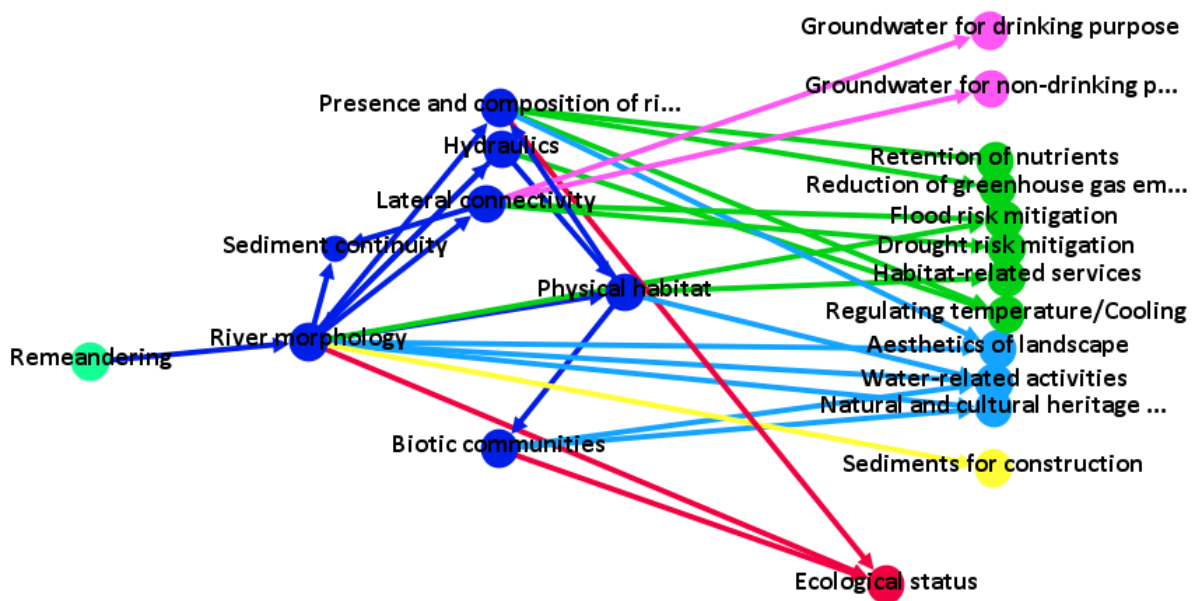 Groundwater for drinking purpose
Groundwater for non-drinking p...
Presence and composition of ri...
Hydraulics
Retention of nutrients
Reduction of greenhouse gas em...
Lateral connectivity
Flood risk mitigation
Sediment continuity
Drought risk mitigation
Habitat-related services
Physical habitat
Regulating temperature/Cooling
River morphology
Aesthetics of landscape
Remeandering
Water-related activities
Natural and cultural heritage ...
Biotic communities
Sediments for construction
Ecological status